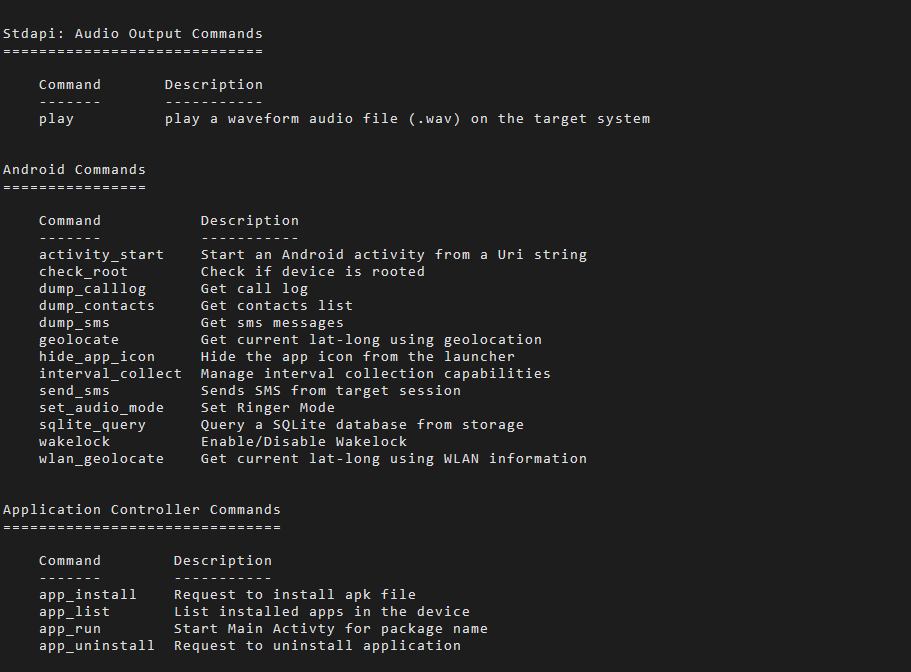 Stdapi: Audio Output Commands
=============================
Command       Description
-------       -----------
play          play a waveform audio file (.wav) on the target system
Android Commands
================
Command           Description
-------           -----------
activity_start    Start an Android activity from a Uri string
check_root        Check if device is rooted
dump_calllog      Get call log
dump_contacts     Get contacts list
dump_sms          Get sms messages
geolocate         Get current lat-long using geolocation
hide_app_icon     Hide the app icon from the launcher
interval_collect  Manage interval collection capabilities
send_sms          Sends SMS from target session
set_audio_mode    Set Ringer Mode
sqlite_query      Query a SQLite database from storage
wakelock          Enable/Disable Wakelock
wlan_geolocate    Get current lat-long using WLAN information
Application Controller Commands
===============================
Command        Description
-------        -----------
app_install    Request to install apk file
app_list       List installed apps in the device
app_run        Start Main Activty for package name
app_uninstall  Request to uninstall application